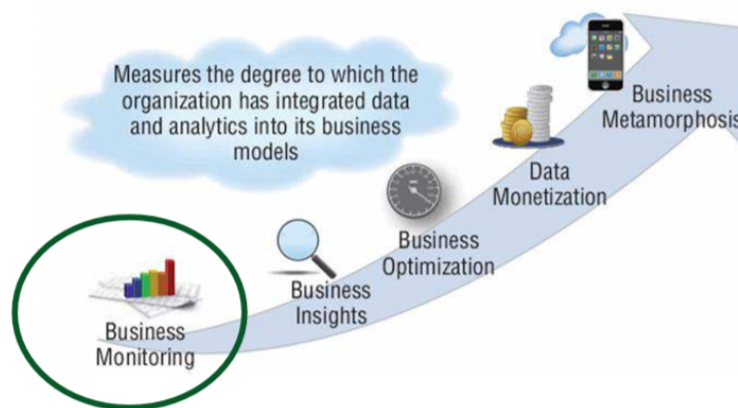 Measures the degree to which the
organization has integrated data
and analytics into its business
models
Business
Monitoring
Business
Insights
Business
Optimization
Data
Monetization
Business
Metamorphosis